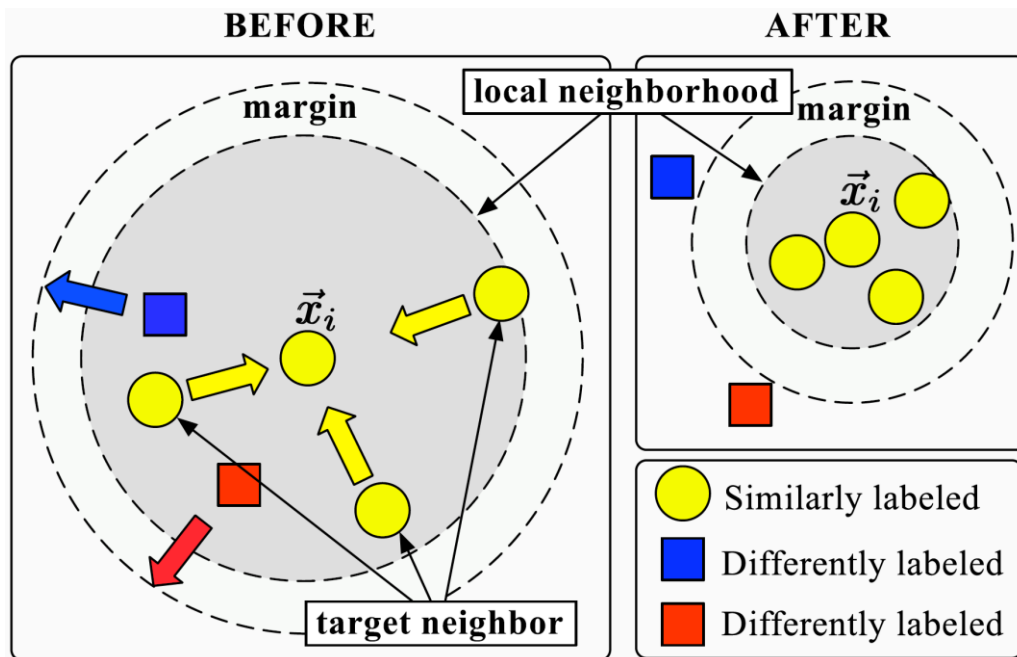 BEFORE
AFTER
local neighborhood
margin
margin
x⃗ᵢ
x⃗ᵢ
target neighbor
Similarly labeled
Differently labeled
Differently labeled